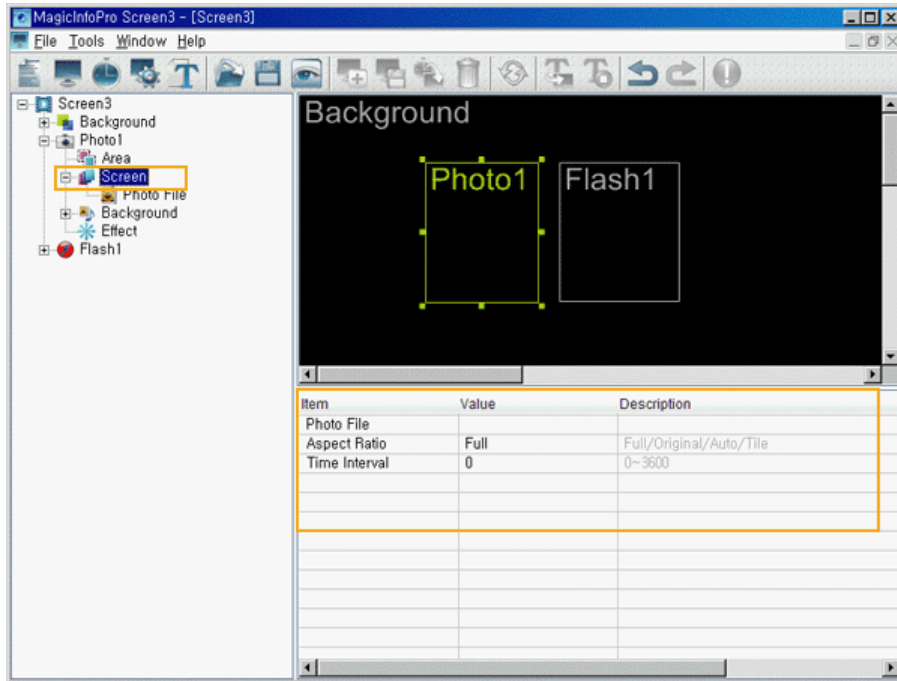 MagicInfoPro Screen3 - [Screen3]
File Tools Window Help
Screen3
Background
Photo1
Area
Screen
Photo File
Background
Effect
Flash1
Background
Photo1 Flash1
Item Value Description
Photo File
Aspect Ratio Full Full/Original/Auto/Tile
Time Interval 0 0~3600